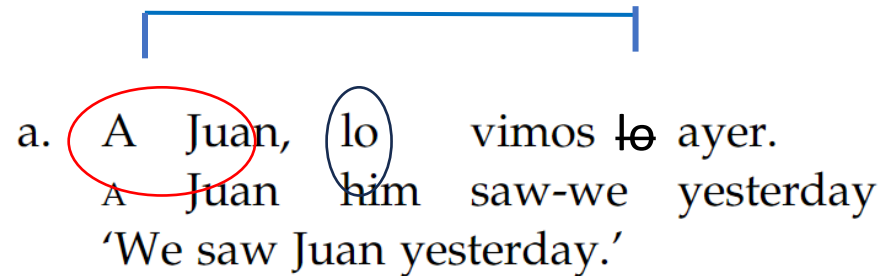 a. A Juan, lo vimos lo ayer.
A Juan him saw-we yesterday
‘We saw Juan yesterday.’